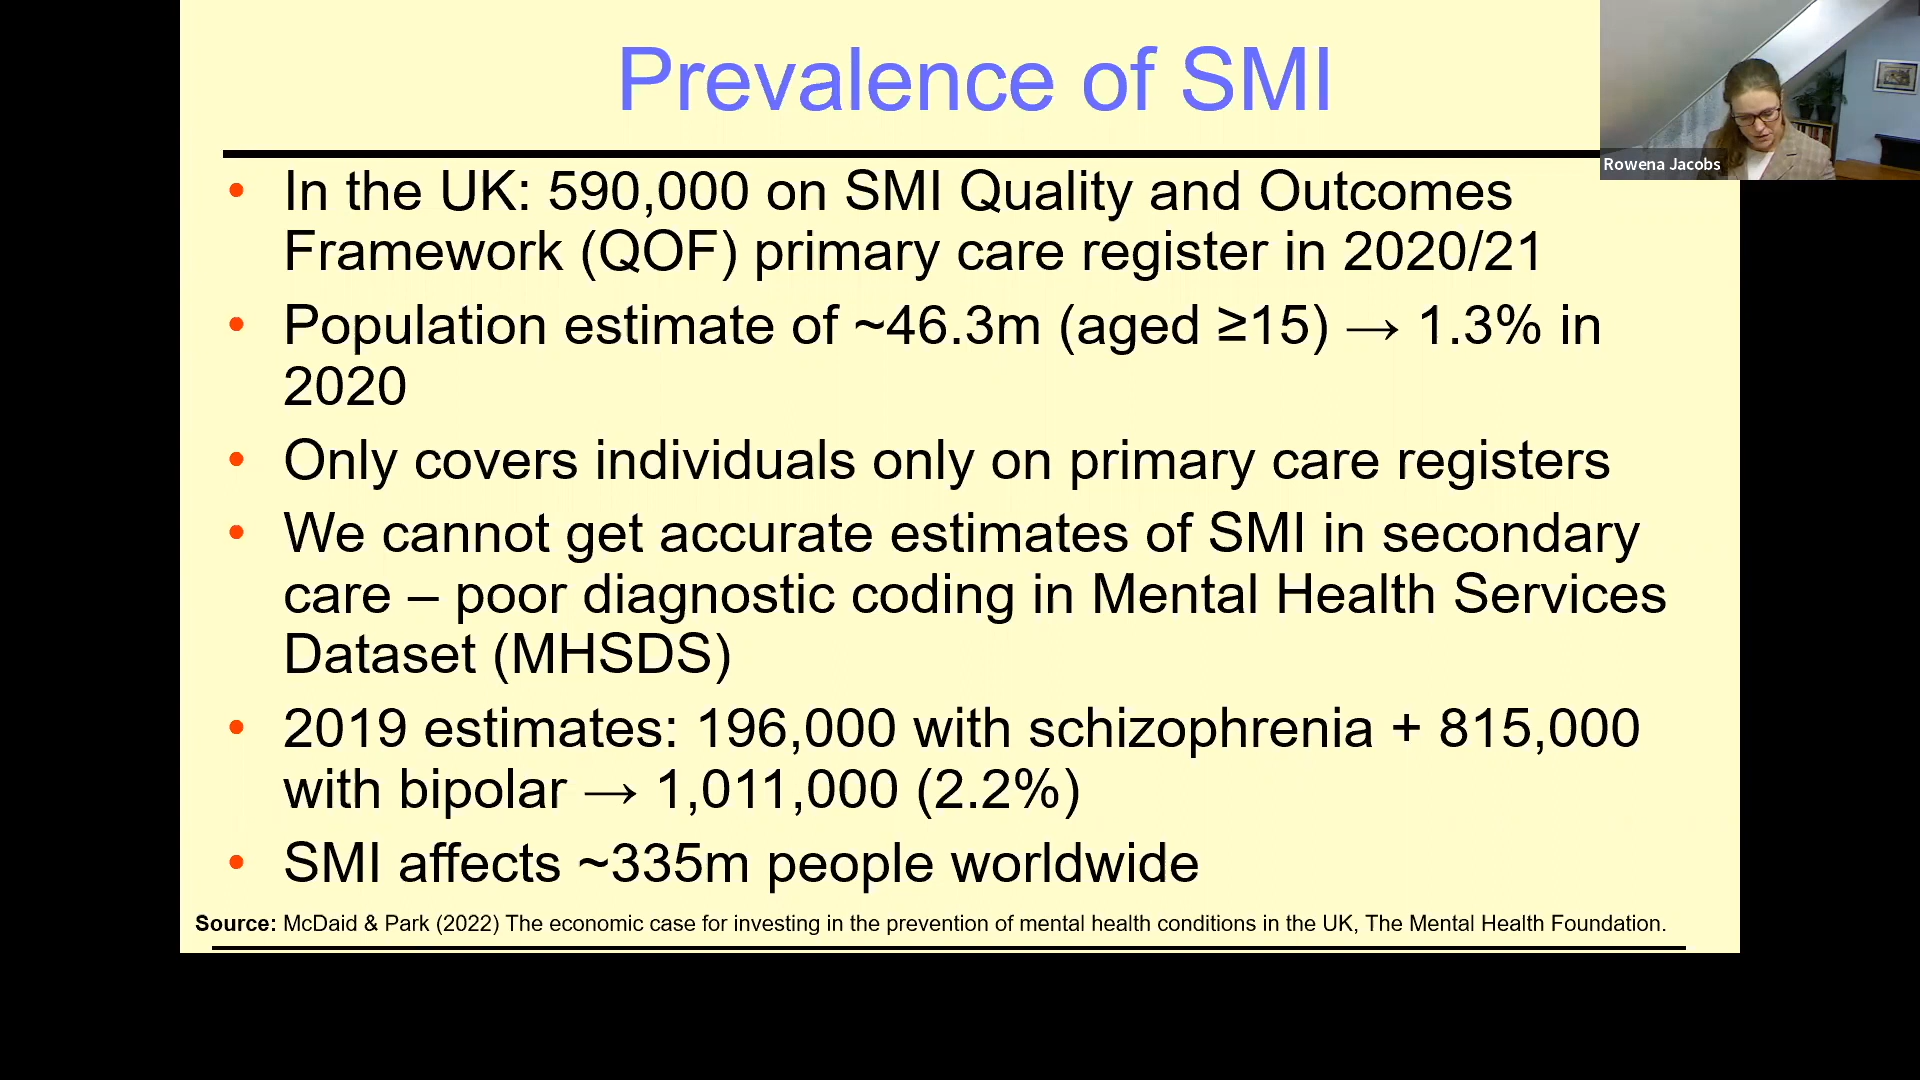 Prevalence of SMI
Rowena Jacobs
• In the UK: 590,000 on SMI Quality and Outcomes
Framework (QOF) primary care register in 2020/21
• Population estimate of ~46.3m (aged ≥15) → 1.3% in
2020
• Only covers individuals only on primary care registers
• We cannot get accurate estimates of SMI in secondary
care – poor diagnostic coding in Mental Health Services
Dataset (MHSDS)
• 2019 estimates: 196,000 with schizophrenia + 815,000
with bipolar → 1,011,000 (2.2%)
• SMI affects ~335m people worldwide
Source: McDaid & Park (2022) The economic case for investing in the prevention of mental health conditions in the UK, The Mental Health Foundation.